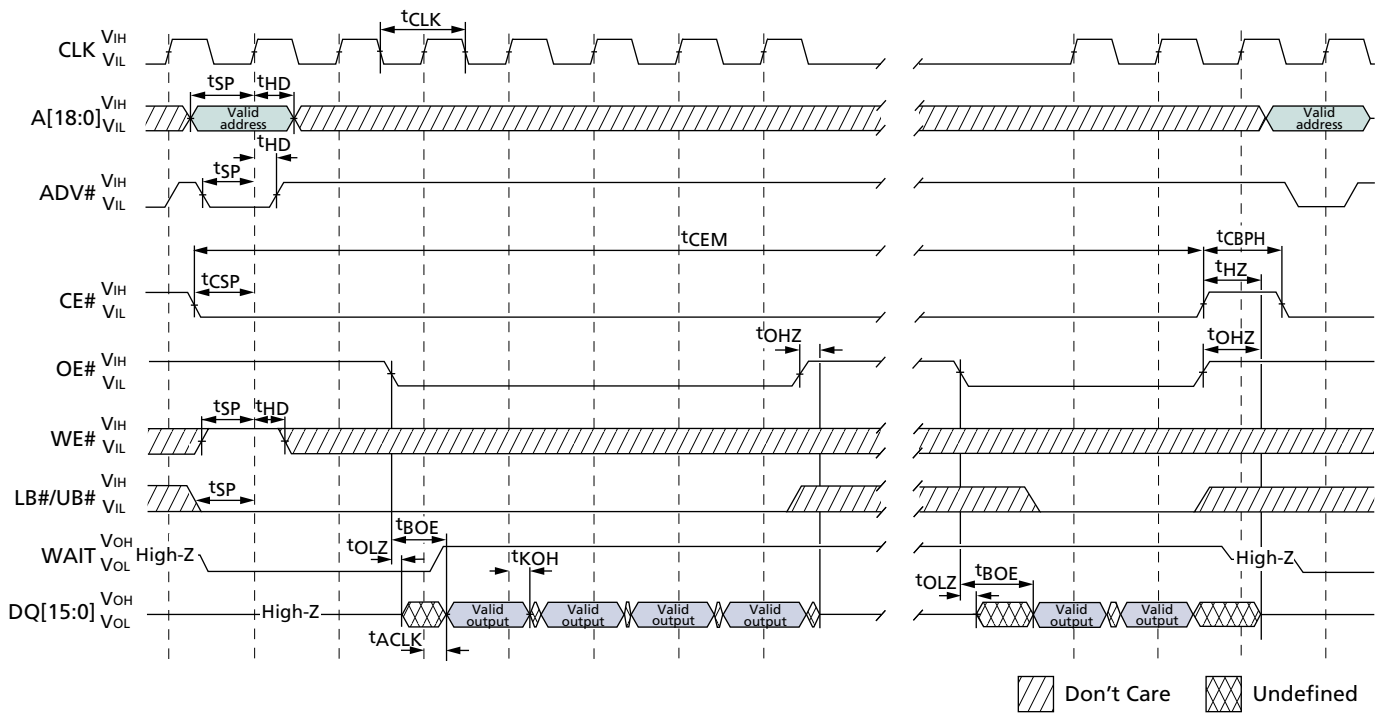 tCLK
CLK VIH
VIL
tSP tHD
A[18:0] VIH
VIL
Valid address
Valid address
tHD
tSP
ADV# VIH
VIL
tCEM
tCBPH
tCSP
tHZ
CE# VIH
VIL
tOHZ
tOHZ
OE# VIH
VIL
tSP tHD
WE# VIH
VIL
tSP
LB#/UB# VIH
VIL
tBOE
WAIT VOH
VOL
High-Z
tOLZ
tKOH
High-Z
tOLZ
tBOE
DQ[15:0] VOH
VOL
High-Z
Valid output
Valid output
Valid output
Valid output
Valid output
Valid output
tACLK
Don't Care
Undefined